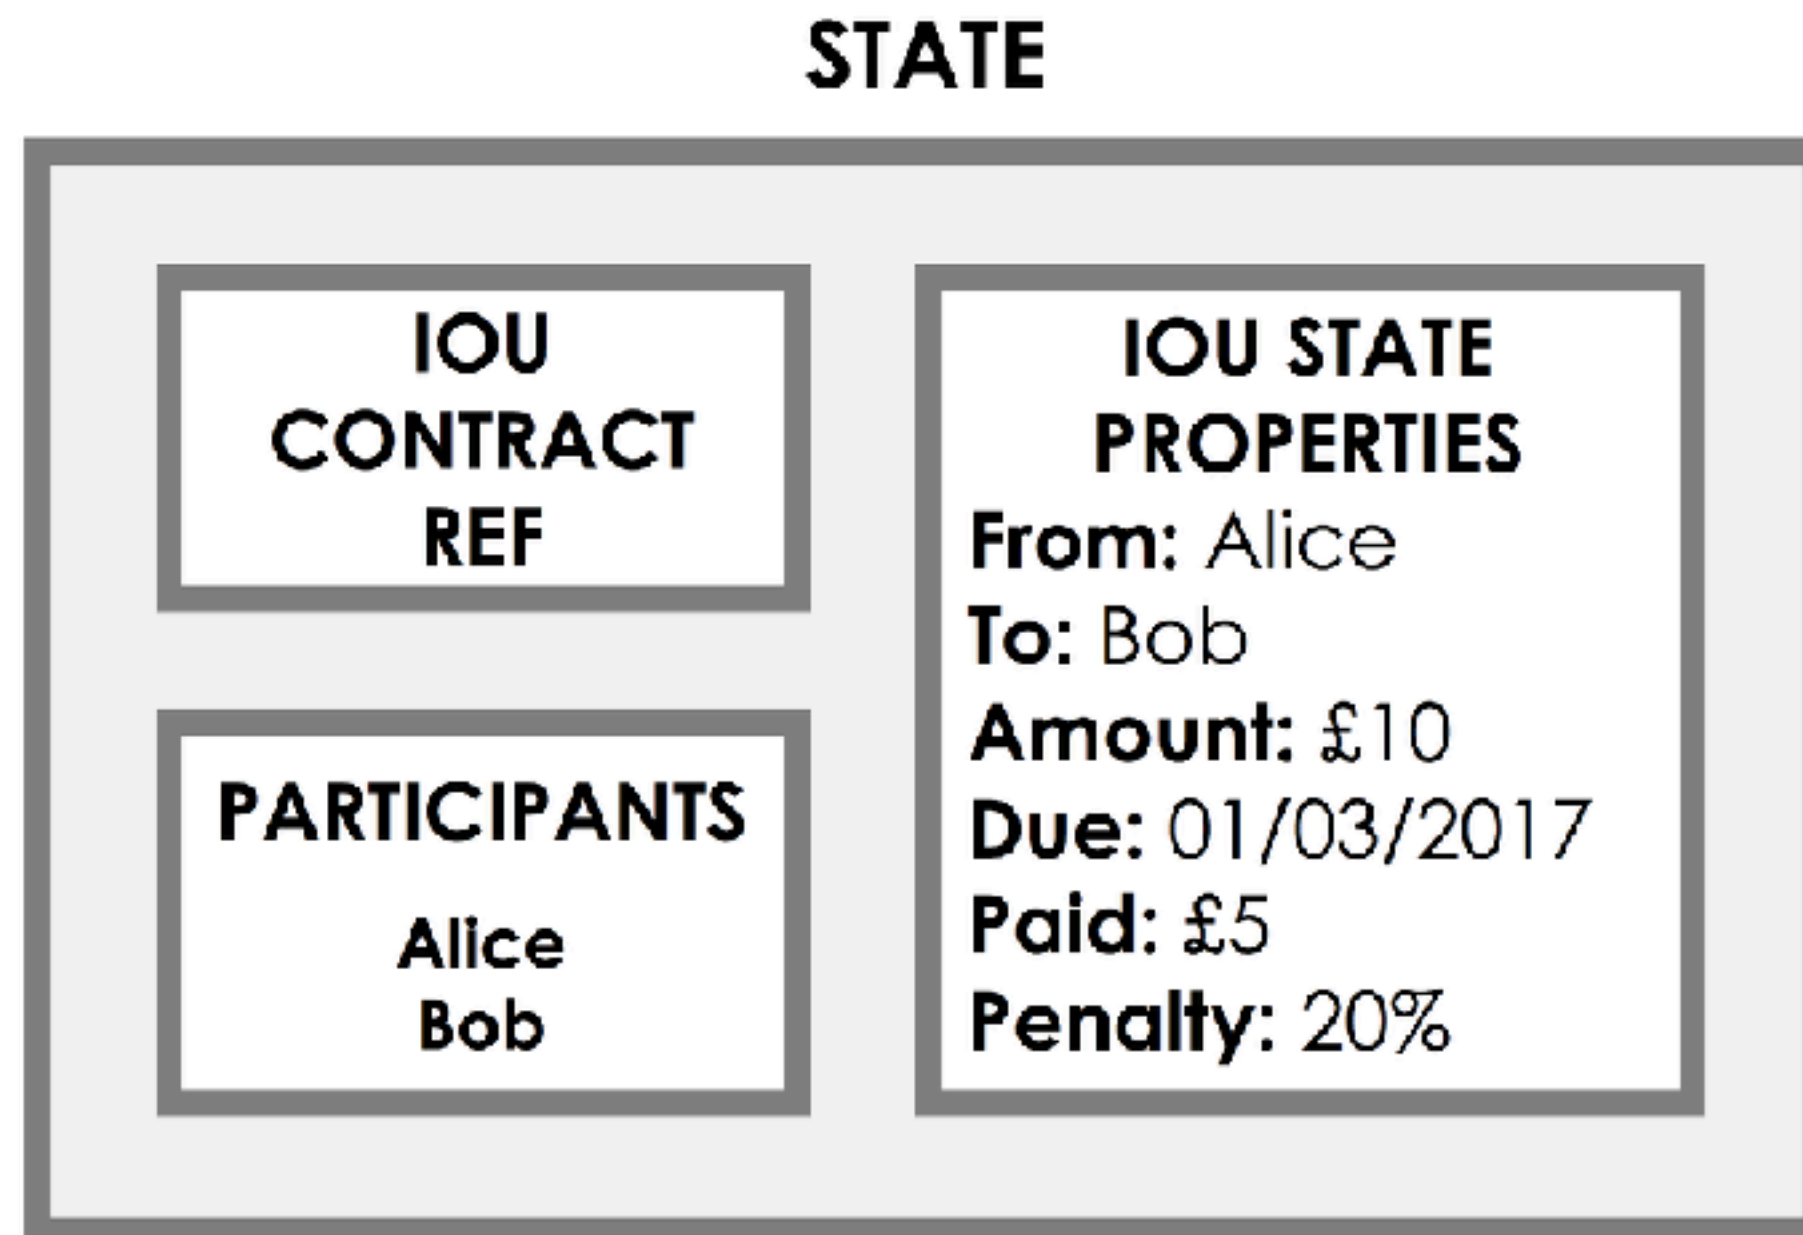 STATE
IOU
CONTRACT
REF
PARTICIPANTS
Alice
Bob
IOU STATE
PROPERTIES
From: Alice
To: Bob
Amount: £10
Due: 01/03/2017
Paid: £5
Penalty: 20%